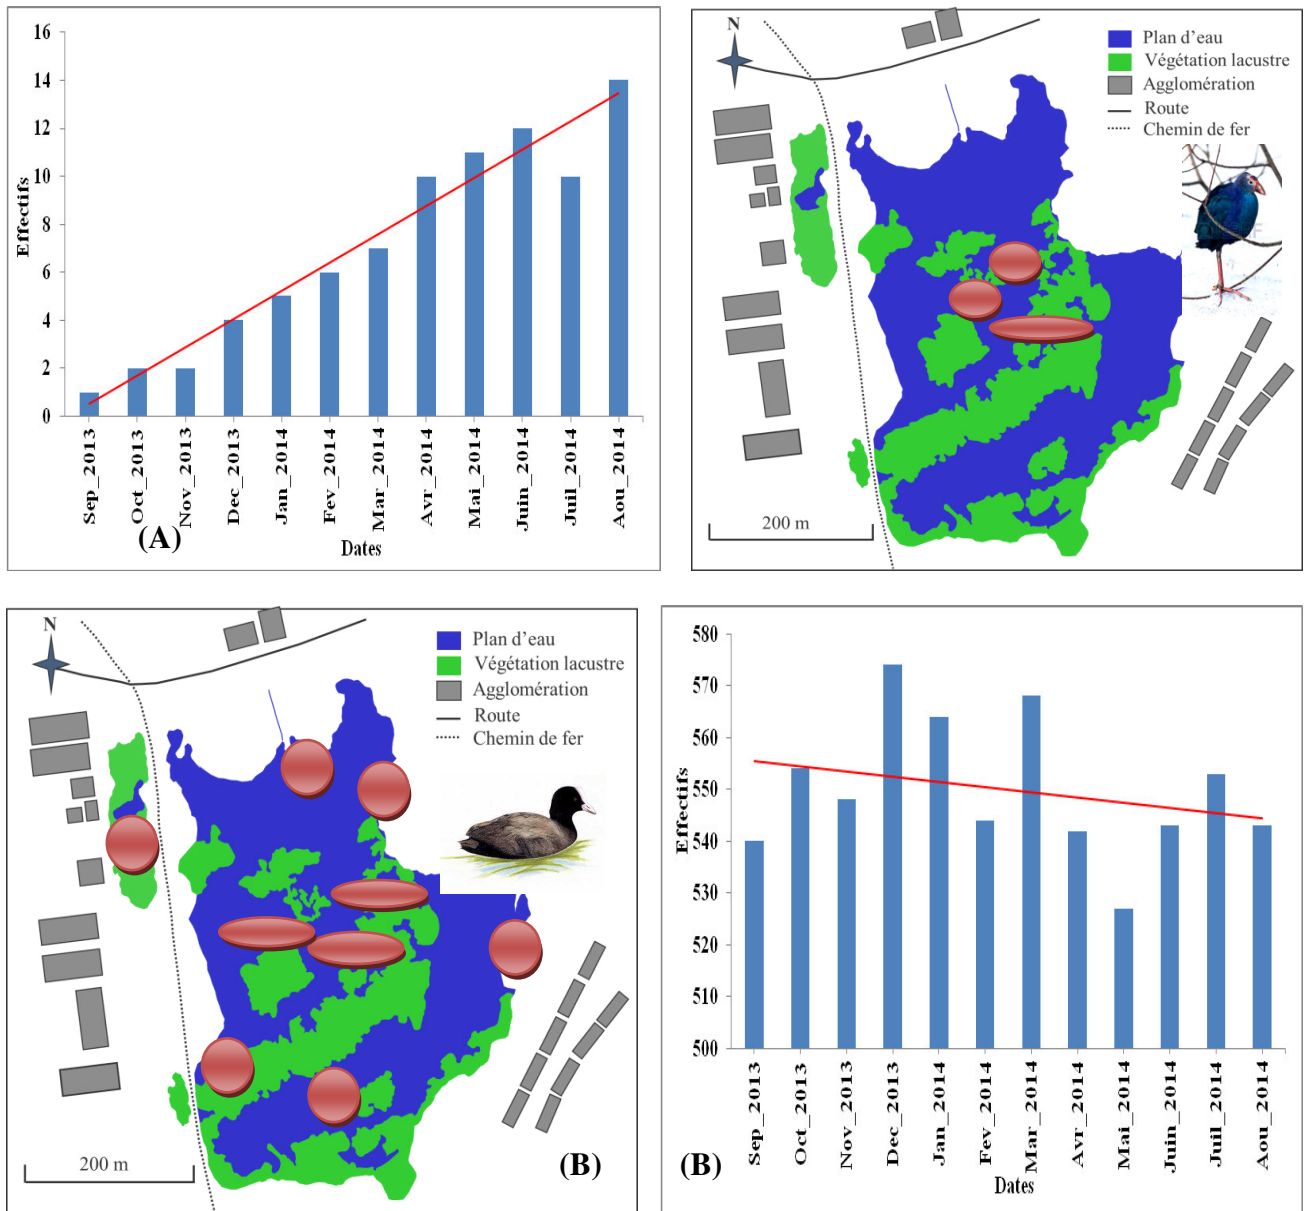 16
14
12
10
8
6
4
2
0
Effectifs
Sep_2013
Oct_2013
Nov_2013
Dec_2013
Jan_2014
Fev_2014
Mar_2014
Avr_2014
Mai_2014
Juin_2014
Juil_2014
Aou_2014
(A)
Dates
N
Plan d'eau
Végétation lacustre
Agglomération
Route
Chemin de fer
200 m
N
Plan d'eau
Végétation lacustre
Agglomération
Route
Chemin de fer
200 m
(B)
580
570
560
550
540
530
520
510
500
Effectifs
Sep_2013
Oct_2013
Nov_2013
Dec_2013
Jan_2014
Fev_2014
Mar_2014
Avr_2014
Mai_2014
Juin_2014
Juil_2014
Aou_2014
(B)
Dates